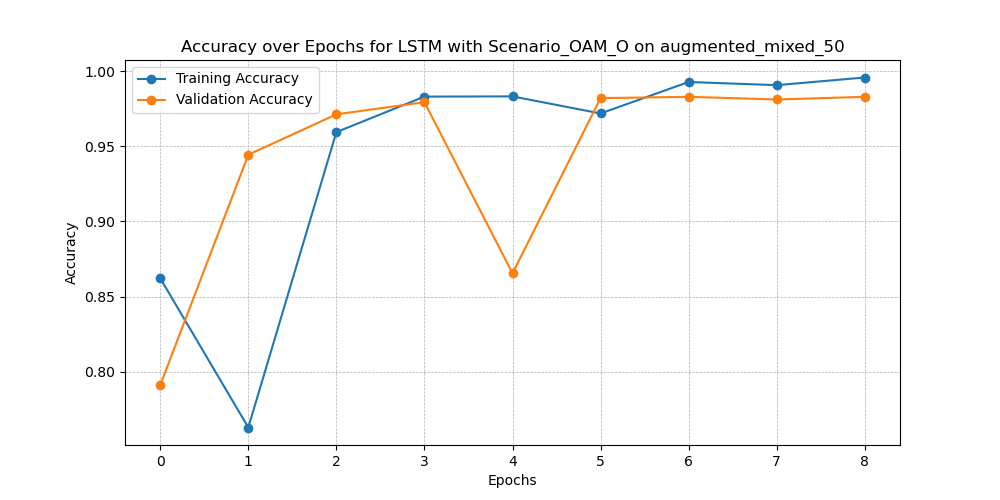 Accuracy over Epochs for LSTM with Scenario_OAM_O on augmented_mixed_50
Training Accuracy
Validation Accuracy
1.00
0.95
0.90
0.85
0.80
Accuracy
0 1 2 3 4 5 6 7 8
Epochs